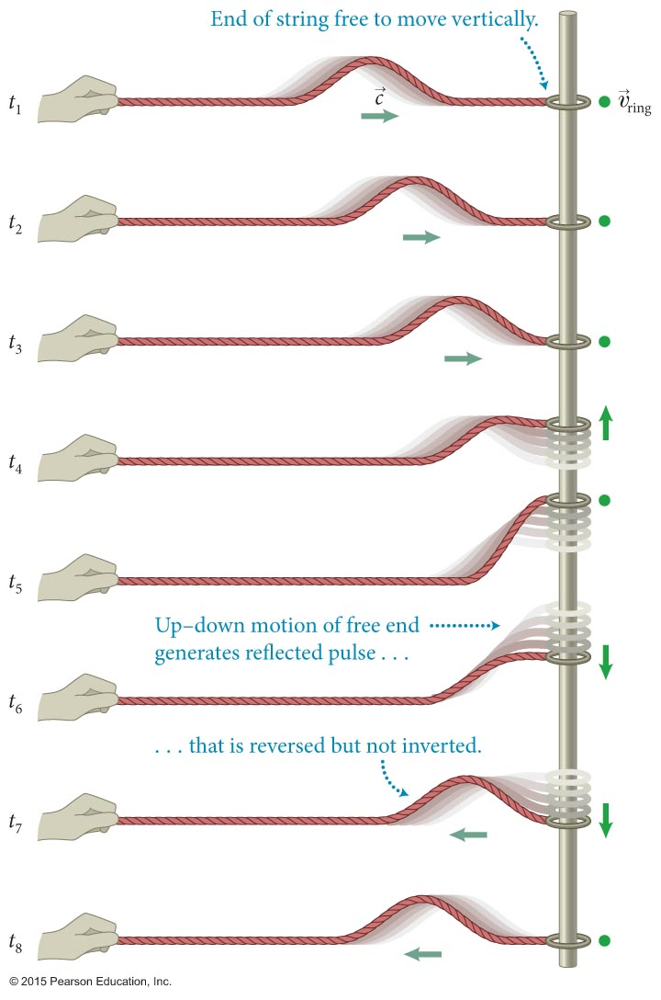 End of string free to move vertically.
t₁
c⃗
v⃗ring
t₂
t₃
t₄
t₅
Up–down motion of free end
generates reflected pulse . . .
t₆
. . . that is reversed but not inverted.
t₇
t₈
© 2015 Pearson Education, Inc.